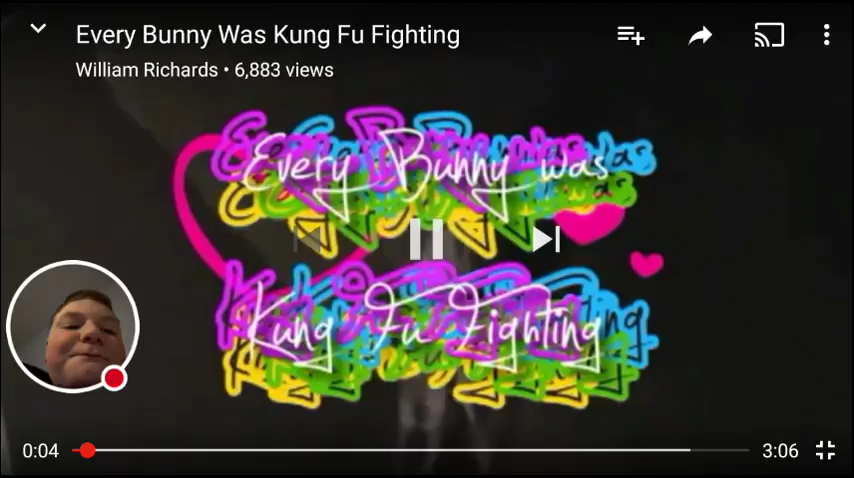 Every Bunny Was Kung Fu Fighting
William Richards • 6,883 views
Every Bunny was
Kung Fu Fighting
0:04
3:06